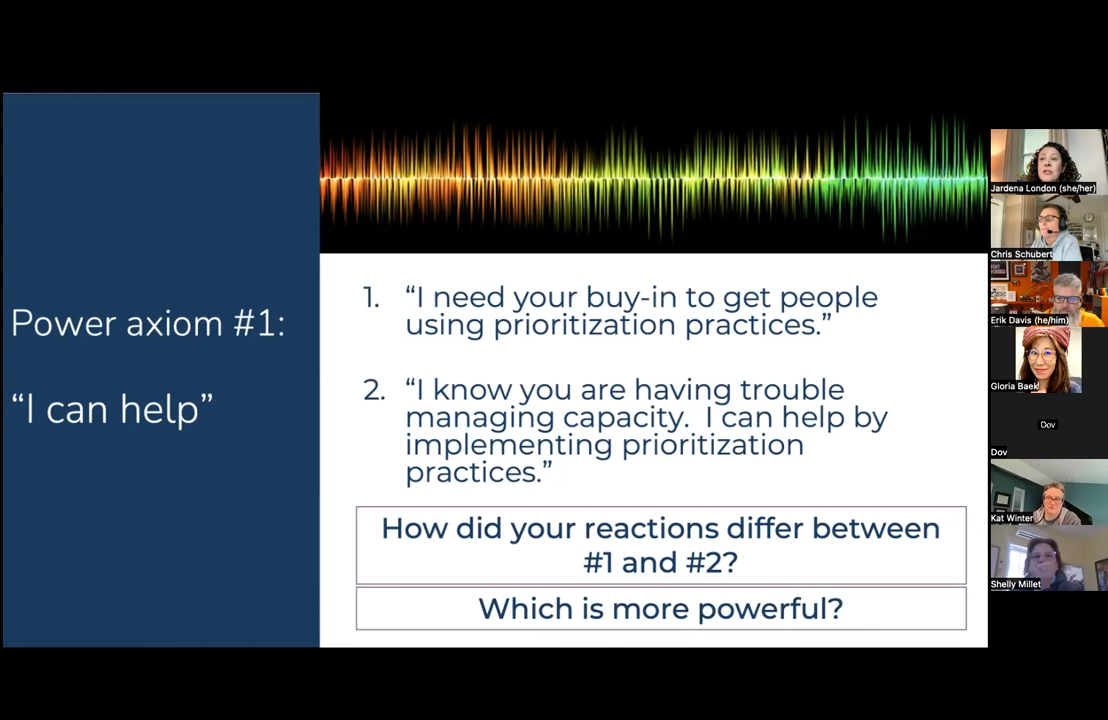 Power axiom #1:
“I can help”
1. “I need your buy-in to get people
using prioritization practices.”
2. “I know you are having trouble
managing capacity.  I can help by
implementing prioritization
practices.”
How did your reactions differ between
#1 and #2?
Which is more powerful?
Jardena London (she/her)
Chris Schubert
Erik Davis (he/him)
Gloria Baek
Dov
Dov
Kat Winter
Shelly Millet